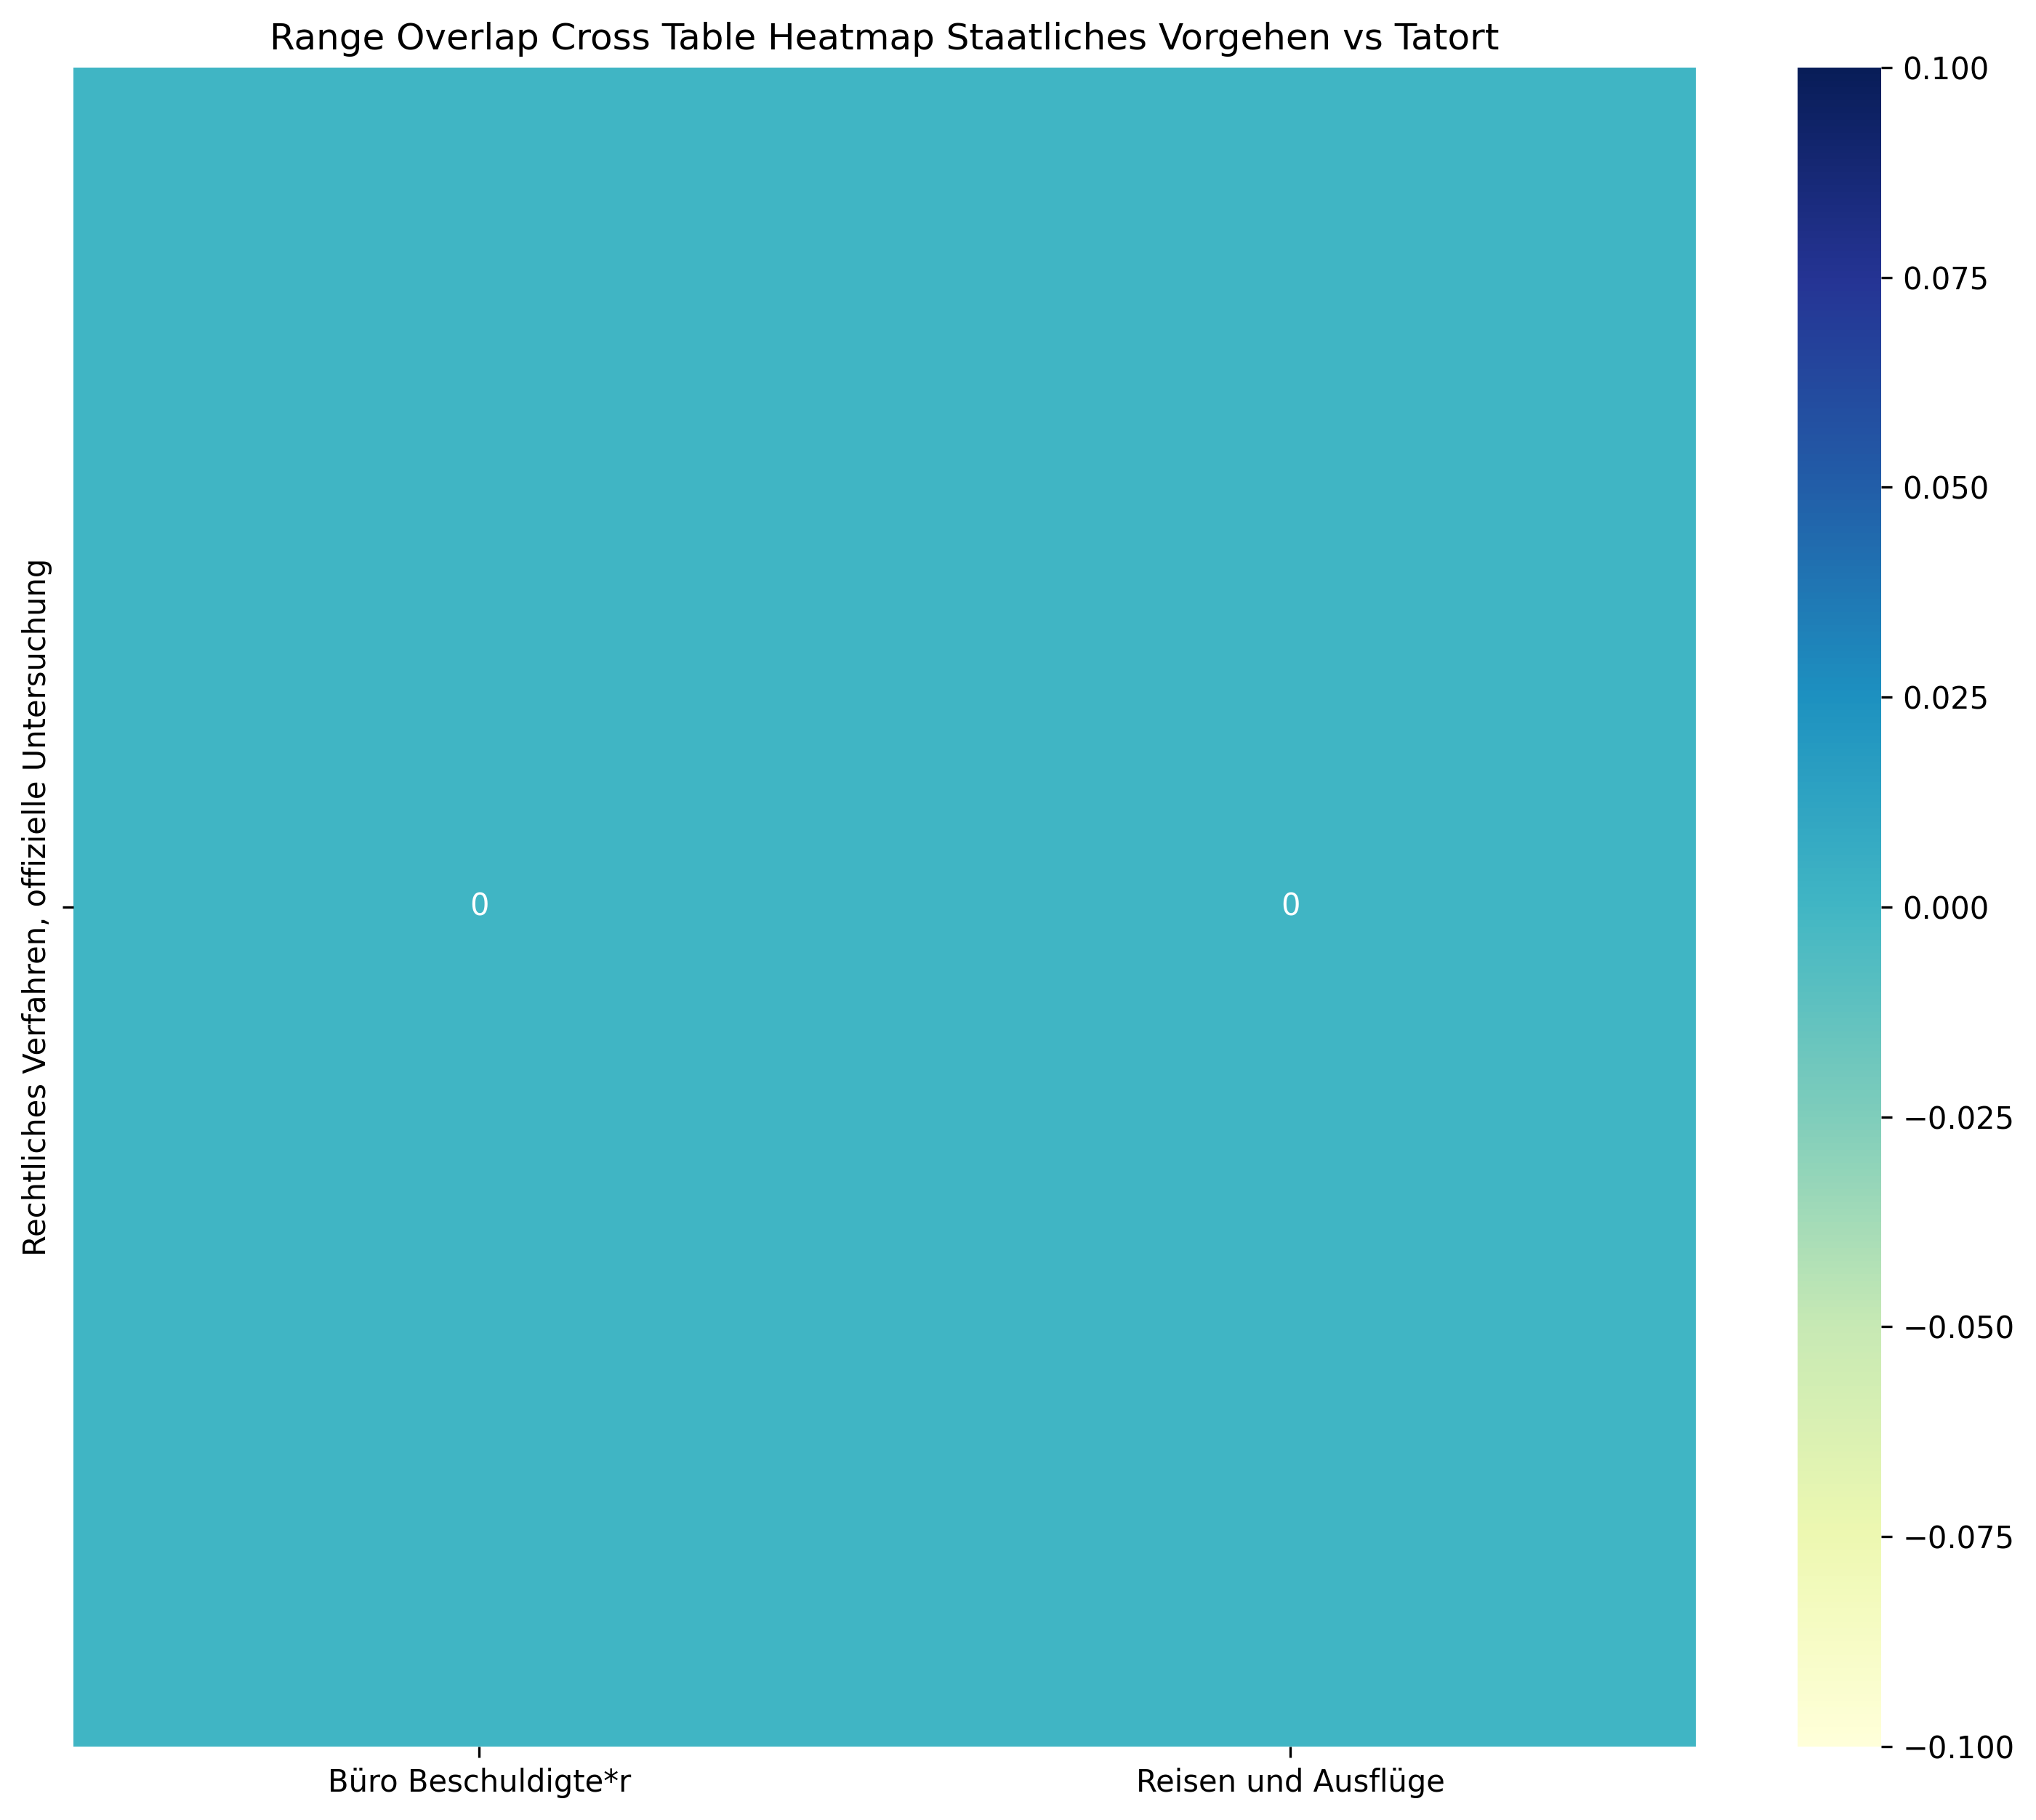 Range Overlap Cross Table Heatmap Staatliches Vorgehen vs Tatort
Rechtliches Verfahren, offizielle Untersuchung
0
0
Büro Beschuldigte*r
Reisen und Ausflüge
0.100
0.075
0.050
0.025
0.000
−0.025
−0.050
−0.075
−0.100